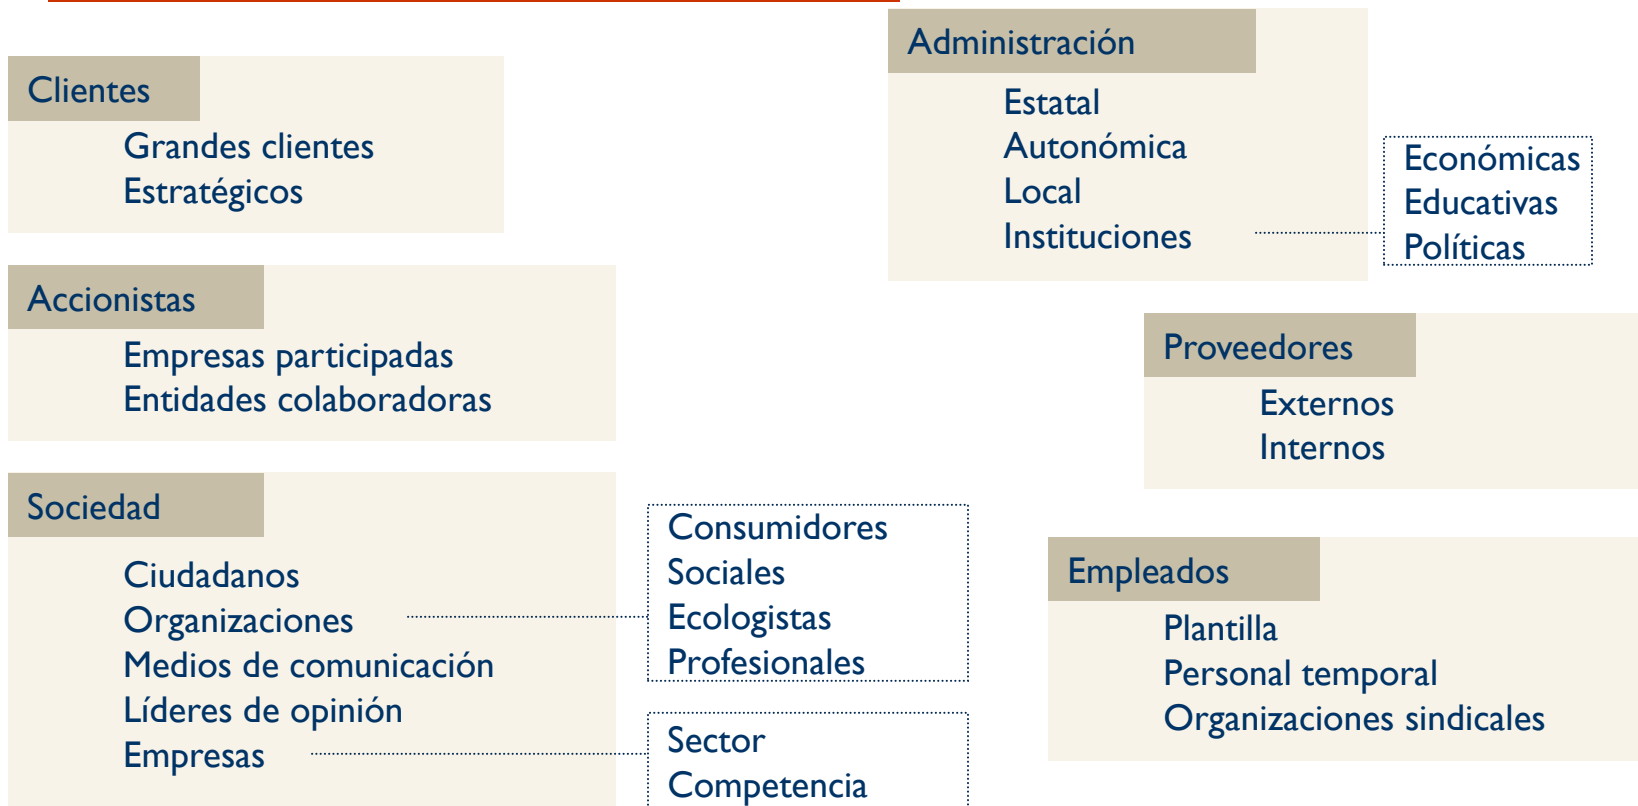 Clientes
Grandes clientes
Estratégicos
Accionistas
Empresas participadas
Entidades colaboradoras
Sociedad
Ciudadanos
Organizaciones
Medios de comunicación
Líderes de opinión
Empresas
Consumidores
Sociales
Ecologistas
Profesionales
Sector
Competencia
Administración
Estatal
Autonómica
Local
Instituciones
Económicas
Educativas
Políticas
Proveedores
Externos
Internos
Empleados
Plantilla
Personal temporal
Organizaciones sindicales